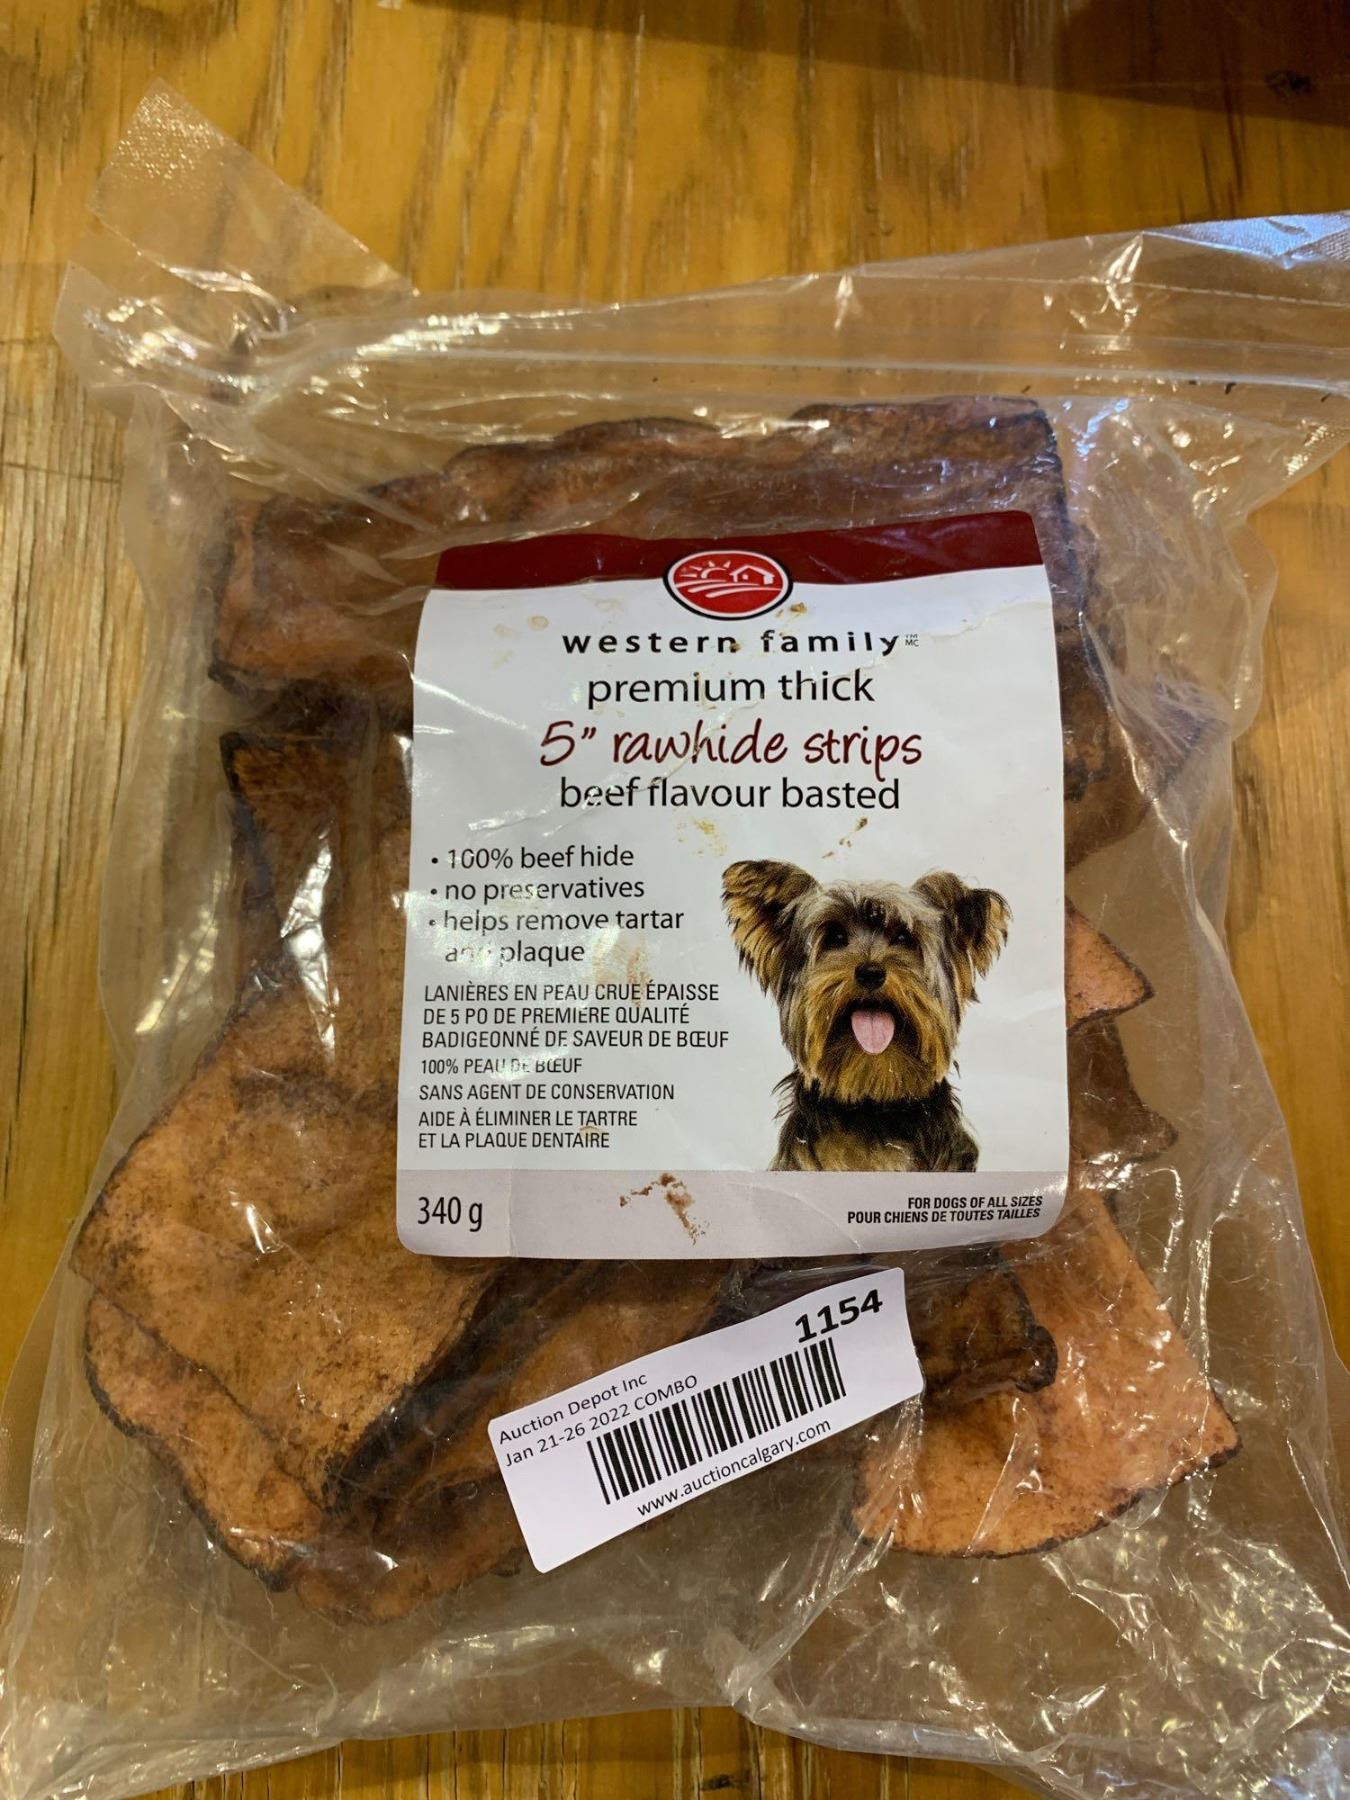 western family TM MC
premium thick
5" rawhide strips
beef flavour basted
• 100% beef hide
• no preservatives
• helps remove tartar
and plaque
LANIÈRES EN PEAU CRUE ÉPAISSE
DE 5 PO DE PREMIÈRE QUALITÉ
BADIGEONNÉ DE SAVEUR DE BŒUF
100% PEAU DE BŒUF
SANS AGENT DE CONSERVATION
AIDE À ÉLIMINER LE TARTRE
ET LA PLAQUE DENTAIRE
340 g
FOR DOGS OF ALL SIZES
POUR CHIENS DE TOUTES TAILLES
1154
Auction Depot Inc
Jan 21-26 2022 COMBO
www.auctioncalgary.com